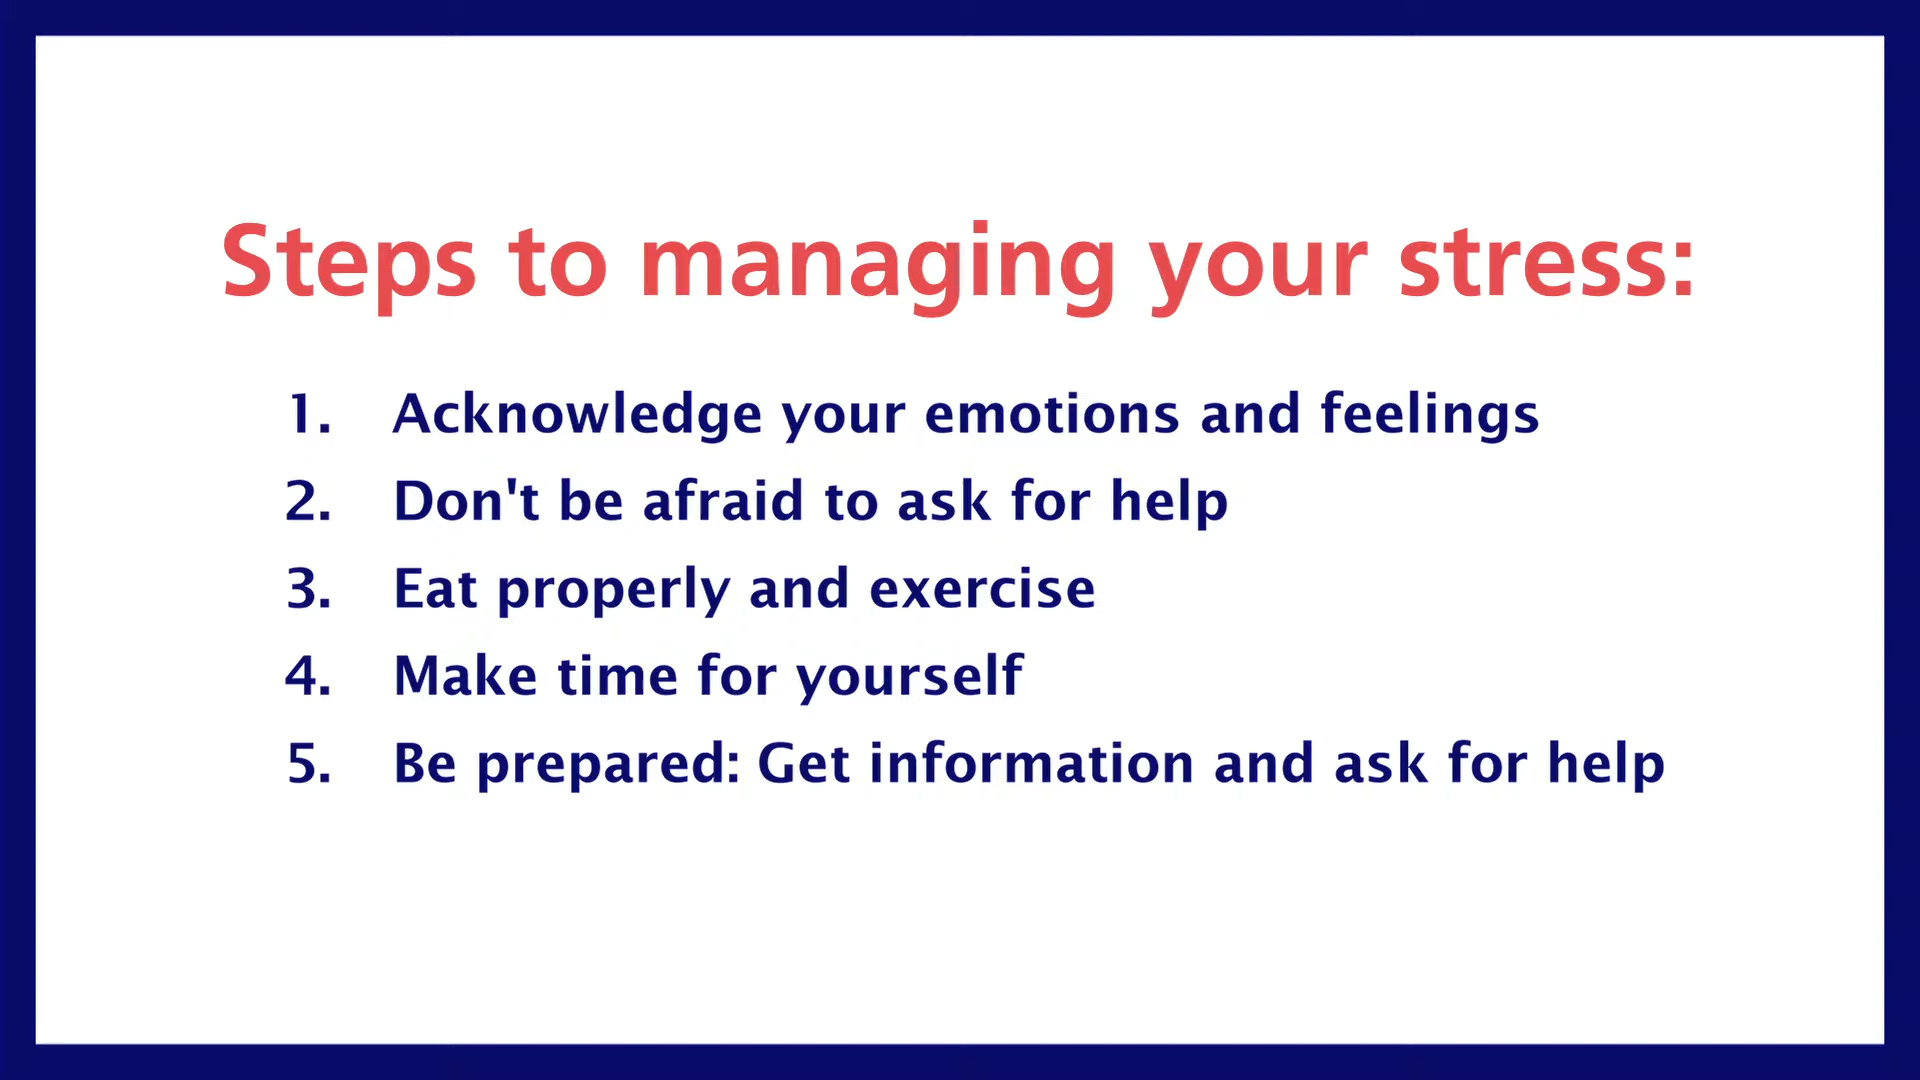 Steps to managing your stress:
1. Acknowledge your emotions and feelings
2. Don't be afraid to ask for help
3. Eat properly and exercise
4. Make time for yourself
5. Be prepared: Get information and ask for help